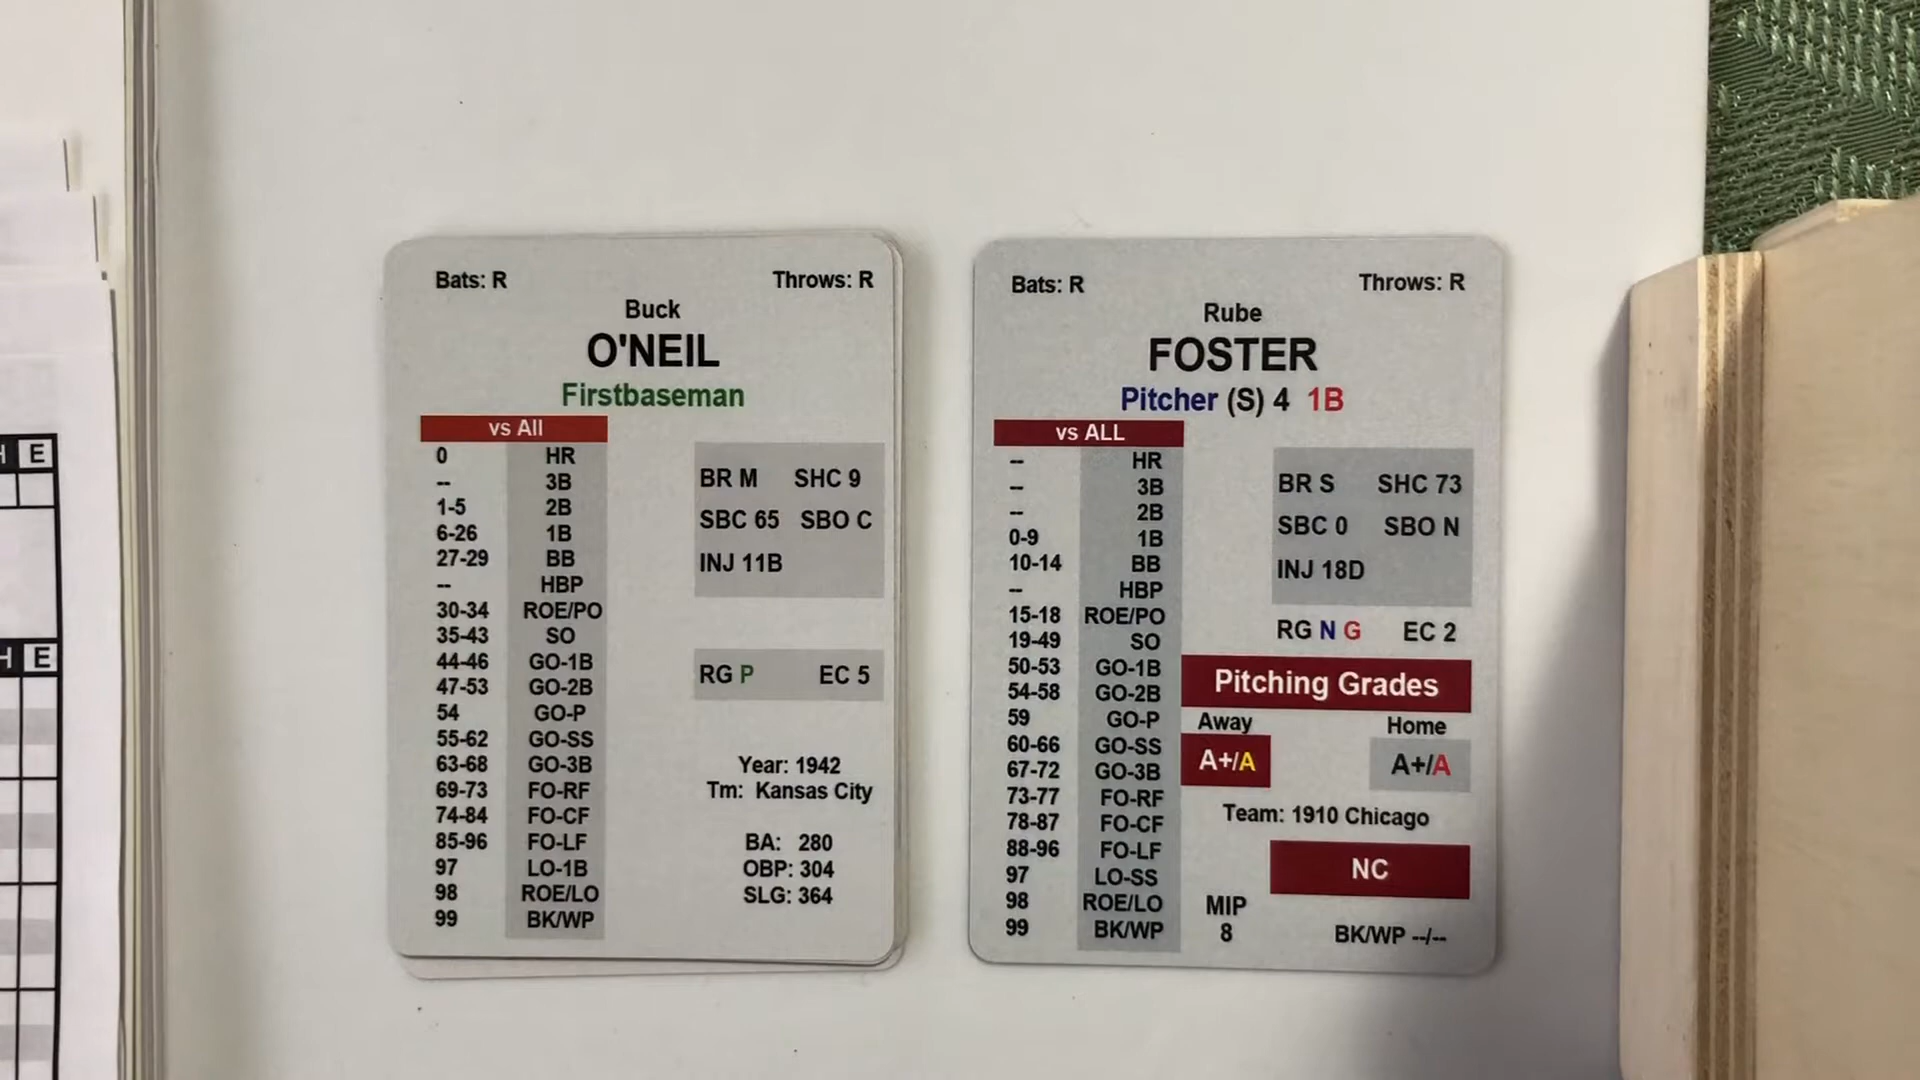 H E
H E
Bats: R Throws: R
Buck
O'NEIL
Firstbaseman
vs All
0 HR
-- 3B
1-5 2B
6-26 1B
27-29 BB
-- HBP
30-34 ROE/PO
35-43 SO
44-46 GO-1B
47-53 GO-2B
54 GO-P
55-62 GO-SS
63-68 GO-3B
69-73 FO-RF
74-84 FO-CF
85-96 FO-LF
97 LO-1B
98 ROE/LO
99 BK/WP
BR M SHC 9
SBC 65 SBO C
INJ 11B
RG P EC 5
Year: 1942
Tm: Kansas City
BA: 280
OBP: 304
SLG: 364
Bats: R Throws: R
Rube
FOSTER
Pitcher (S) 4 1B
vs ALL
-- HR
-- 3B
-- 2B
0-9 1B
10-14 BB
-- HBP
15-18 ROE/PO
19-49 SO
50-53 GO-1B
54-58 GO-2B
59 GO-P
60-66 GO-SS
67-72 GO-3B
73-77 FO-RF
78-87 FO-CF
88-96 FO-LF
97 LO-SS
98 ROE/LO
99 BK/WP
BR S SHC 73
SBC 0 SBO N
INJ 18D
RG N G EC 2
Pitching Grades
Away Home
A+/A A+/A
Team: 1910 Chicago
NC
MIP
8
BK/WP --/--